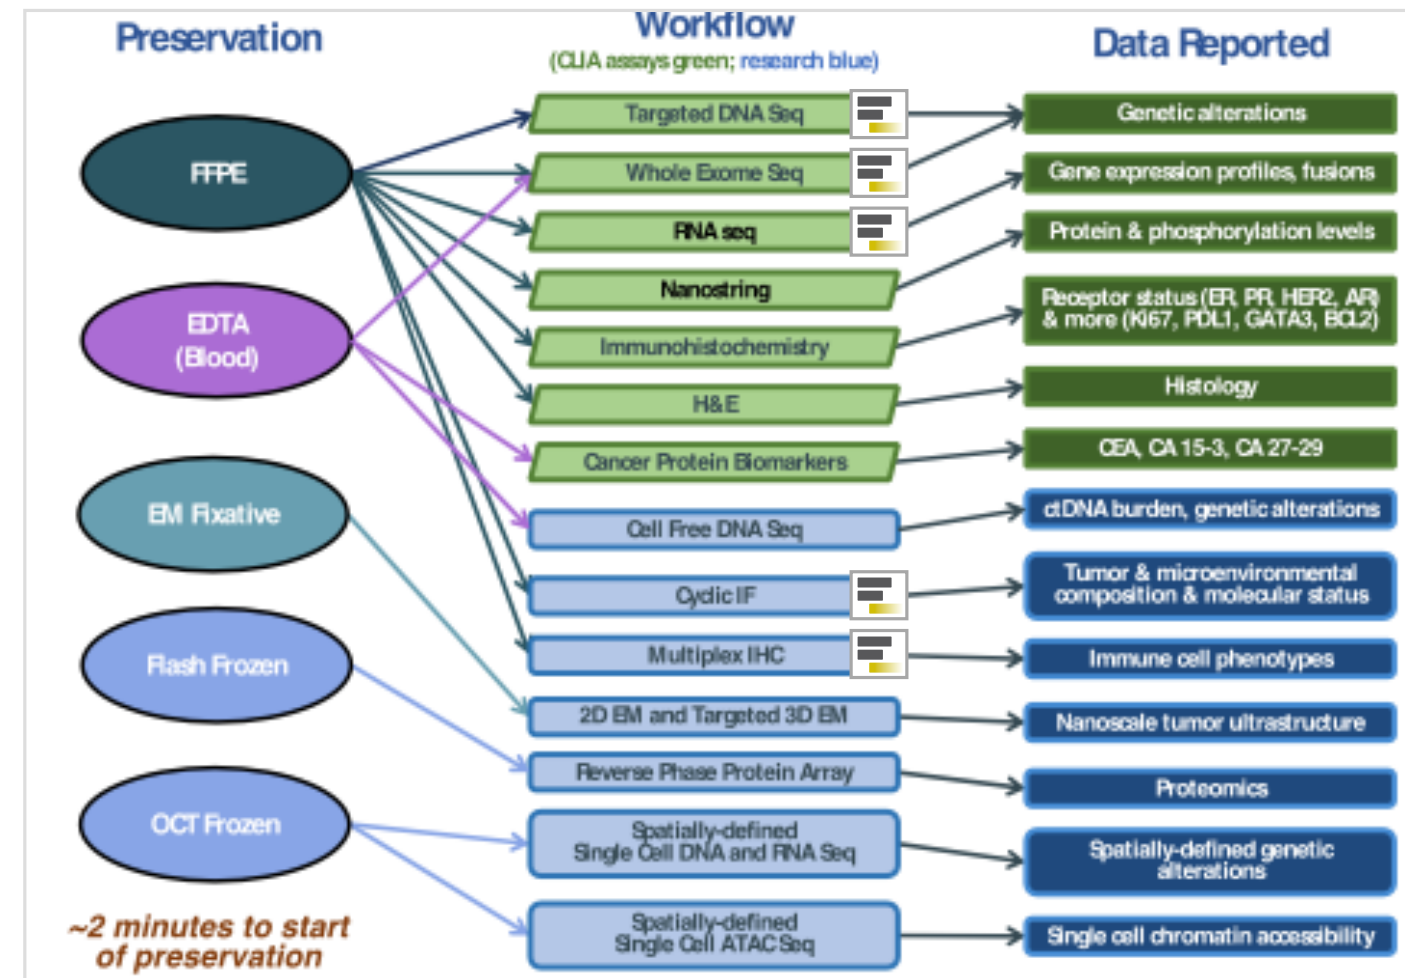 Preservation
Workflow
(CLIA assays green; research blue)
Data Reported
FFPE
EDTA
(Blood)
EM Fixative
Flash Frozen
OCT Frozen
~2 minutes to start
of preservation
Targeted DNA Seq
Whole Exome Seq
RNA seq
Nanostring
Immunohistochemistry
H&E
Cancer Protein Biomarkers
Cell Free DNA Seq
Cyclic IF
Multiplex IHC
2D EM and Targeted 3D EM
Reverse Phase Protein Array
Spatially-defined
Single Cell DNA and RNA Seq
Spatially-defined
Single Cell ATAC Seq
Genetic alterations
Gene expression profiles, fusions
Protein & phosphorylation levels
Receptor status (ER, PR, HER2, AR)
& more (Ki67, PDL1, GATA3, BCL2)
Histology
CEA, CA 15-3, CA 27-29
ctDNA burden, genetic alterations
Tumor & microenvironmental
composition & molecular status
Immune cell phenotypes
Nanoscale tumor ultrastructure
Proteomics
Spatially-defined genetic
alterations
Single cell chromatin accessibility